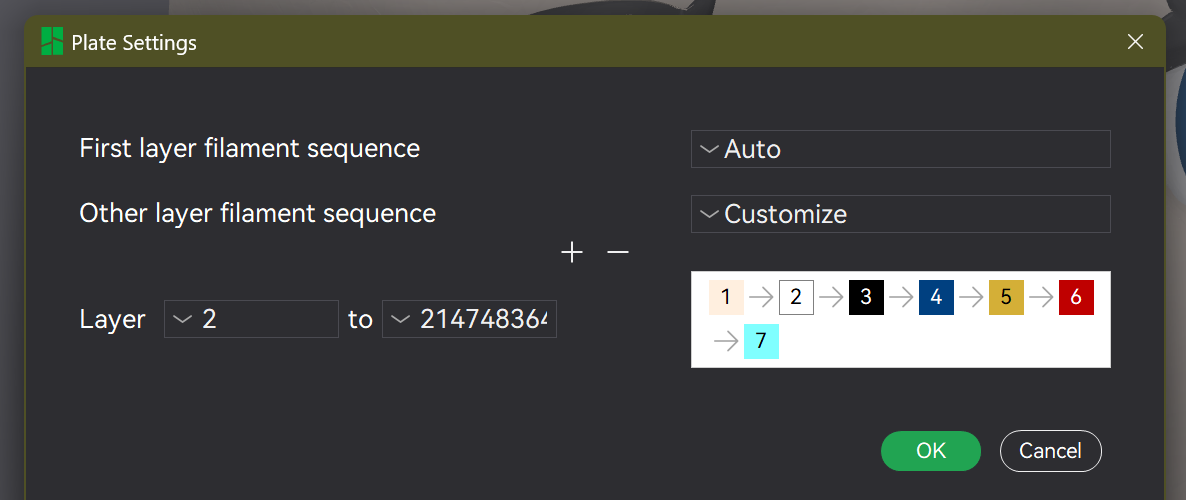 Plate Settings
First layer filament sequence Auto
Other layer filament sequence Customize
Layer 2 to 214748364
1 2 3 4 5 6
7
OK Cancel